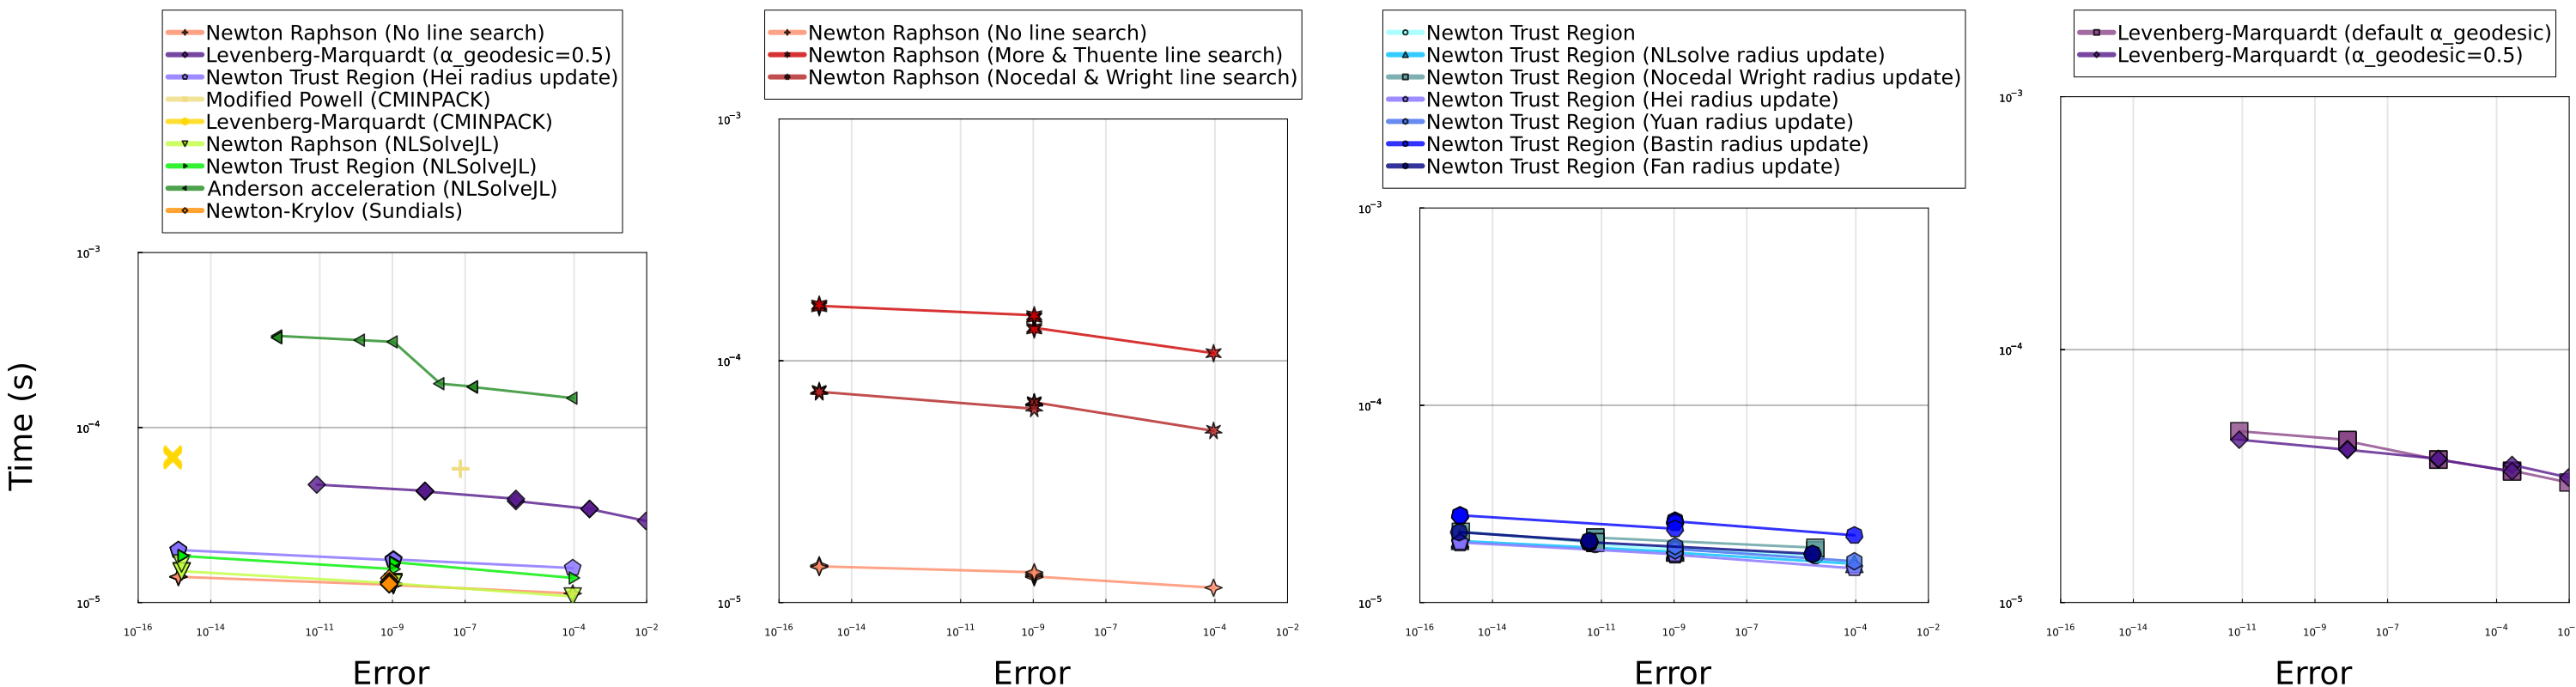 Newton Raphson (No line search)
Levenberg-Marquardt (α_geodesic=0.5)
Newton Trust Region (Hei radius update)
Modified Powell (CMINPACK)
Levenberg-Marquardt (CMINPACK)
Newton Raphson (NLSolveJL)
Newton Trust Region (NLSolveJL)
Anderson acceleration (NLSolveJL)
Newton-Krylov (Sundials)
Time (s)
10⁻³
10⁻⁴
10⁻⁵
10⁻¹⁶ 10⁻¹⁴ 10⁻¹¹ 10⁻⁹ 10⁻⁷ 10⁻⁴ 10⁻²
Error
Newton Raphson (No line search)
Newton Raphson (More & Thuente line search)
Newton Raphson (Nocedal & Wright line search)
10⁻³
10⁻⁴
10⁻⁵
10⁻¹⁶ 10⁻¹⁴ 10⁻¹¹ 10⁻⁹ 10⁻⁷ 10⁻⁴ 10⁻²
Error
Newton Trust Region
Newton Trust Region (NLsolve radius update)
Newton Trust Region (Nocedal Wright radius update)
Newton Trust Region (Hei radius update)
Newton Trust Region (Yuan radius update)
Newton Trust Region (Bastin radius update)
Newton Trust Region (Fan radius update)
10⁻³
10⁻⁴
10⁻⁵
10⁻¹⁶ 10⁻¹⁴ 10⁻¹¹ 10⁻⁹ 10⁻⁷ 10⁻⁴ 10⁻²
Error
Levenberg-Marquardt (default α_geodesic)
Levenberg-Marquardt (α_geodesic=0.5)
10⁻³
10⁻⁴
10⁻⁵
10⁻¹⁶ 10⁻¹⁴ 10⁻¹¹ 10⁻⁹ 10⁻⁷ 10⁻⁴
Error